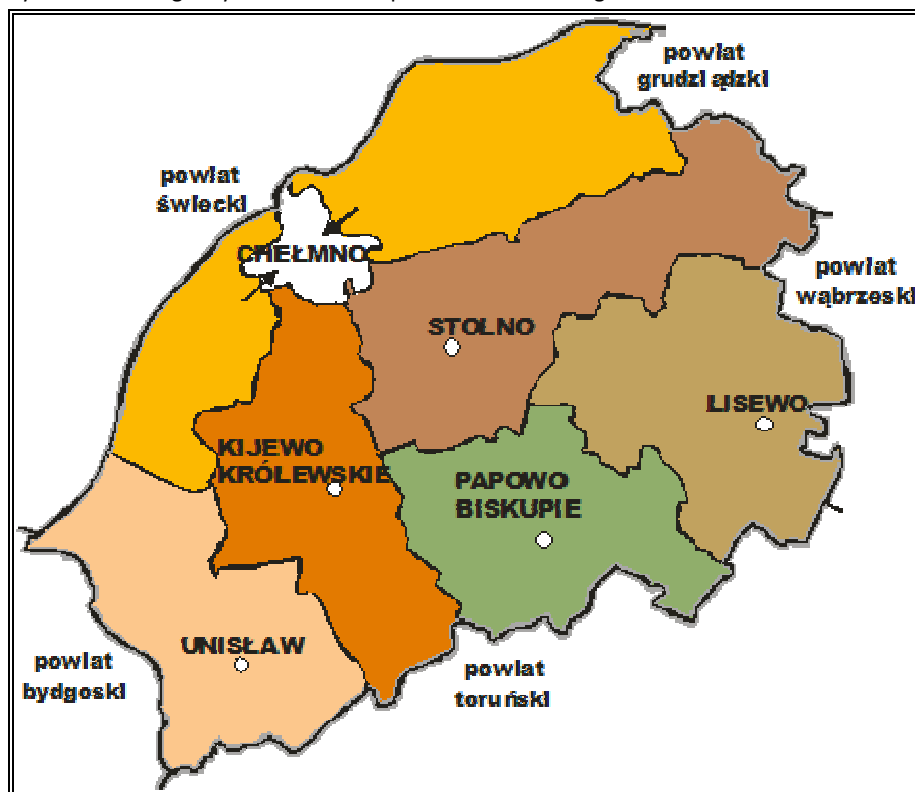 powiat
grudziądzki
powiat
świecki
CHEŁMNO
powiat
wąbrzeski
STOLNO
LISEWO
KIJEWO
KRÓLEWSKIE
PAPOWO
BISKUPIE
UNISŁAW
powiat
bydgoski
powiat
toruński